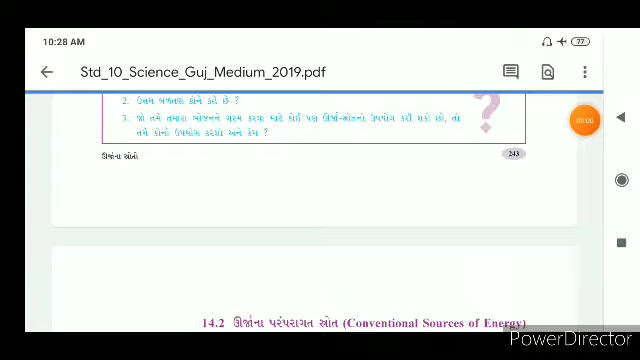 10:28 AM
77
Std_10_Science_Guj_Medium_2019.pdf
2. ઉત્તમ બળતણ કોને કહે છે ?
3. જો તમે તમારા ભોજનને ગરમ કરવા માટે કોઈ પણ ઊર્જા-સ્રોતનો ઉપયોગ કરી શકો છો, તો
તમે કોનો ઉપયોગ કરશો અને કેમ ?
?
00:00
ઊર્જાના સ્રોતો
243
14.2 ઊર્જાના પરંપરાગત સ્રોત (Conventional Sources of Energy)
PowerDirector